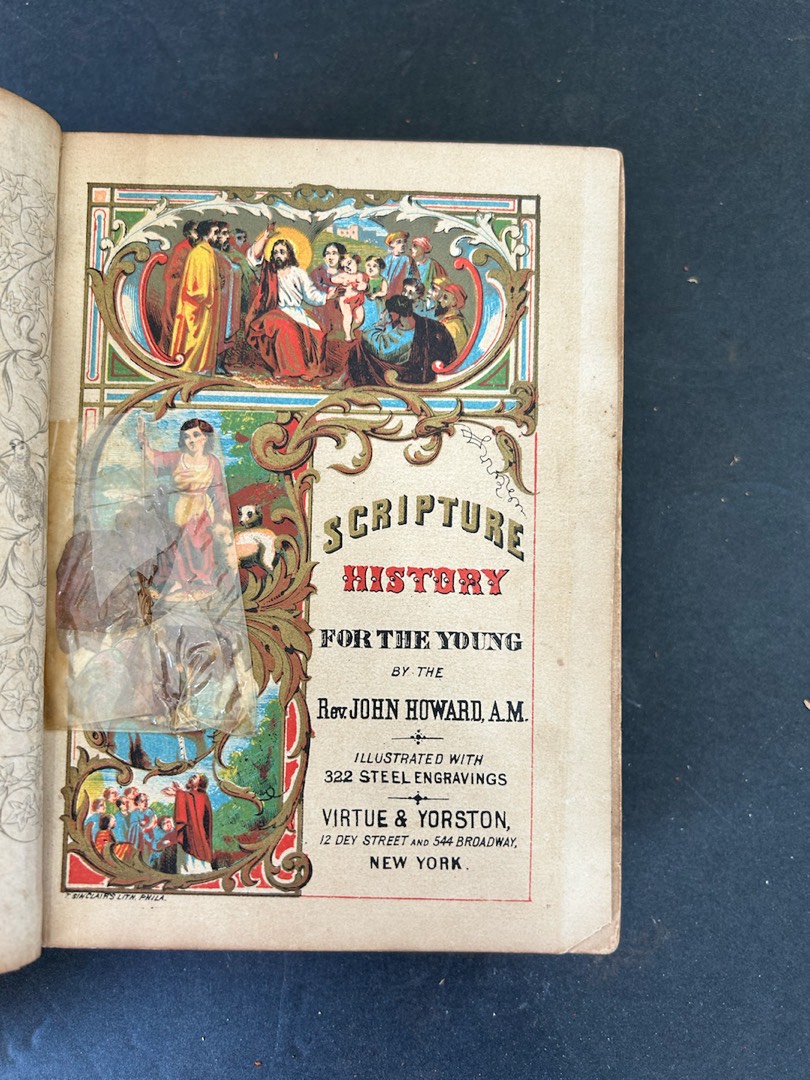 SCRIPTURE
HISTORY
FOR THE YOUNG
BY THE
Rev. JOHN HOWARD, A.M.
ILLUSTRATED WITH
322 STEEL ENGRAVINGS
VIRTUE & YORSTON,
12 DEY STREET AND 544 BROADWAY,
NEW YORK.
T SINCLAIR'S LITH. PHILA.